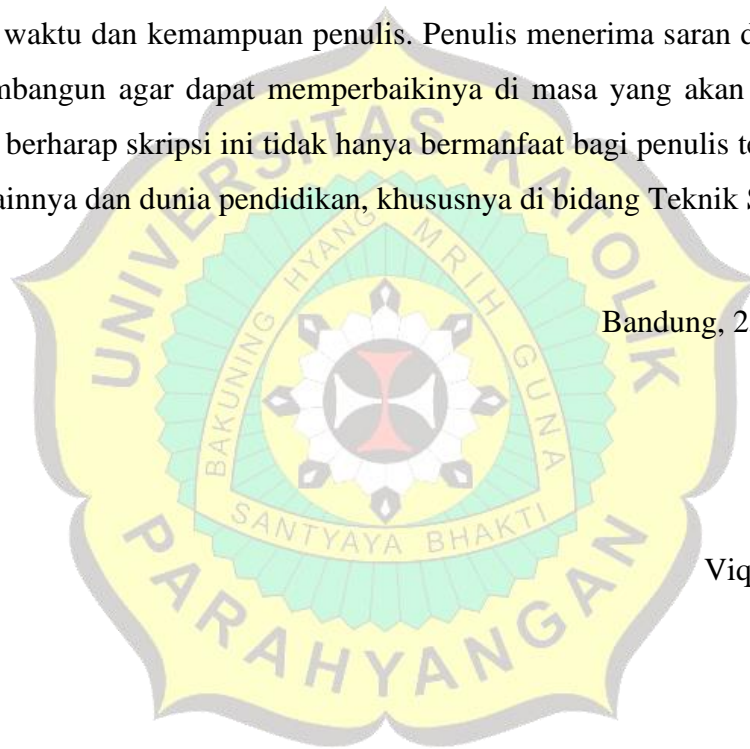 waktu dan kemampuan penulis. Penulis menerima saran d
mbangun agar dapat memperbaikinya di masa yang akan
berharap skripsi ini tidak hanya bermanfaat bagi penulis te
ainnya dan dunia pendidikan, khususnya di bidang Teknik S
Bandung, 2
Viq
UNIVERSITAS KATOLIK
PARAHYANGAN
BAKUNING HYANG MRIH GUNA
SANTYAYA BHAKTI